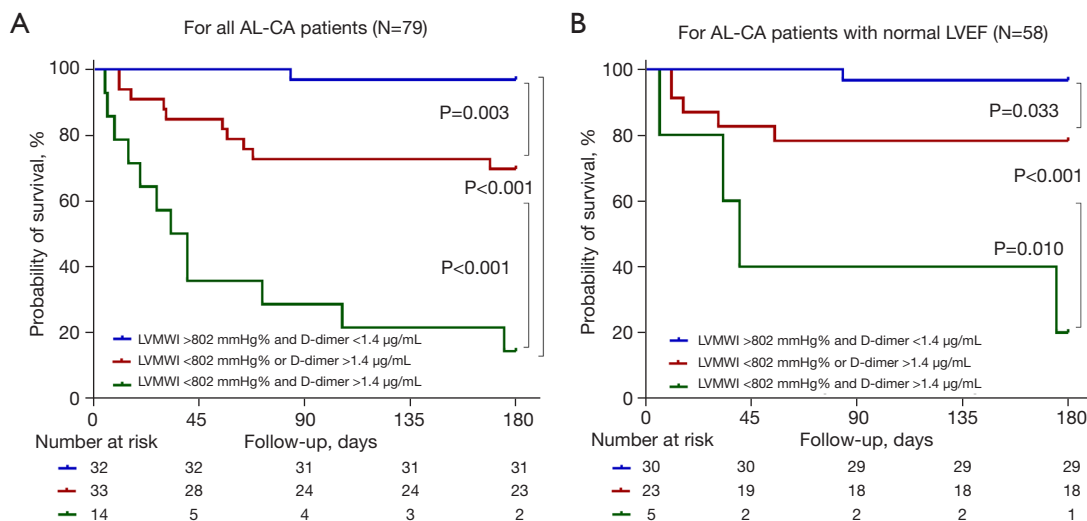 A
For all AL-CA patients (N=79)
Probability of survival, %
100
80
60
40
20
0
P=0.003
P<0.001
P<0.001
LVMWI >802 mmHg% and D-dimer <1.4 μg/mL
LVMWI <802 mmHg% or D-dimer >1.4 μg/mL
LVMWI <802 mmHg% and D-dimer >1.4 μg/mL
0 45 90 135 180
Number at risk Follow-up, days
32 32 31 31 31
33 28 24 24 23
14 5 4 3 2
B
For AL-CA patients with normal LVEF (N=58)
Probability of survival, %
100
80
60
40
20
0
P=0.033
P<0.001
P=0.010
LVMWI >802 mmHg% and D-dimer <1.4 μg/mL
LVMWI <802 mmHg% or D-dimer >1.4 μg/mL
LVMWI <802 mmHg% and D-dimer >1.4 μg/mL
0 45 90 135 180
Number at risk Follow-up, days
30 30 29 29 29
23 19 18 18 18
5 2 2 2 1